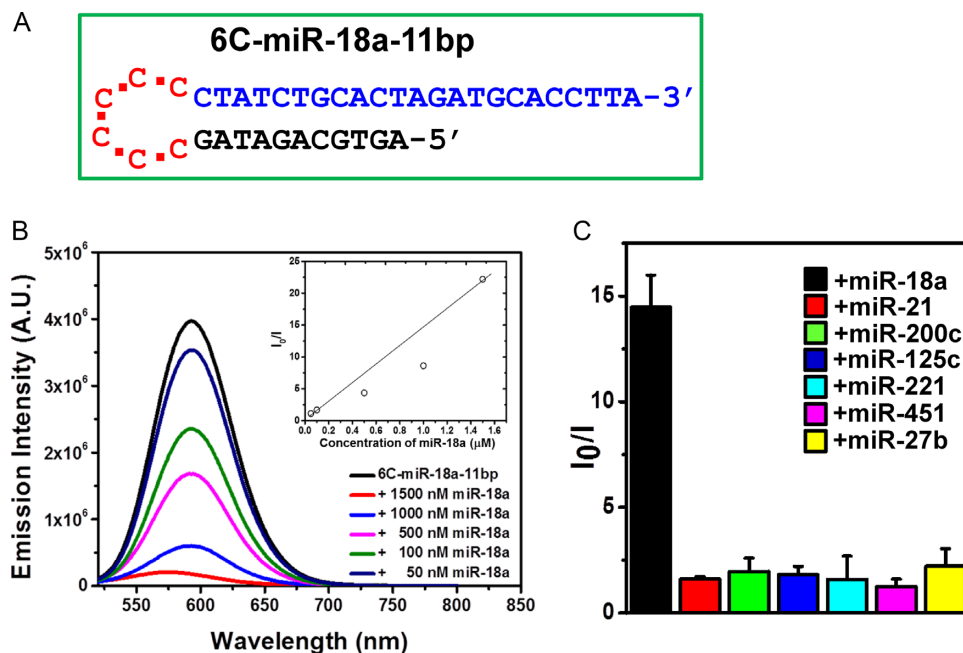 A
6C-miR-18a-11bp
C C C CTATCTGCACTAGATGCACCTTA-3′
C C C GATAGACGTGA-5′
B
Emission Intensity (A.U.)
5x10⁶
4x10⁶
3x10⁶
2x10⁶
1x10⁶
0
550 600 650 700 750 800 850
Wavelength (nm)
I₀/I
25
20
15
10
5
0
0.0 0.2 0.4 0.6 0.8 1.0 1.2 1.4 1.6
Concentration of miR-18a (μM)
6C-miR-18a-11bp
+ 1500 nM miR-18a
+ 1000 nM miR-18a
+ 500 nM miR-18a
+ 100 nM miR-18a
+ 50 nM miR-18a
C
I₀/I
15
10
5
0
+miR-18a
+miR-21
+miR-200c
+miR-125c
+miR-221
+miR-451
+miR-27b